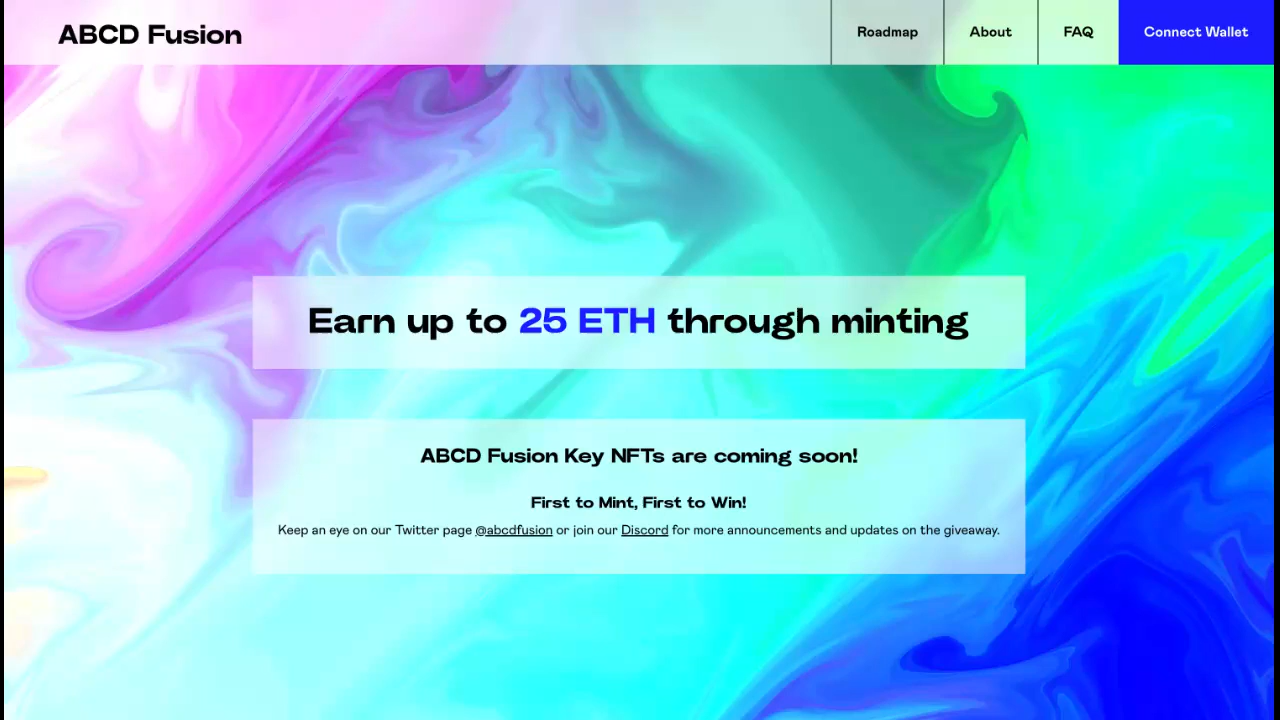 ABCD Fusion
Roadmap
About
FAQ
Connect Wallet
Earn up to 25 ETH through minting
ABCD Fusion Key NFTs are coming soon!
First to Mint, First to Win!
Keep an eye on our Twitter page @abcdfusion or join our Discord for more announcements and updates on the giveaway.